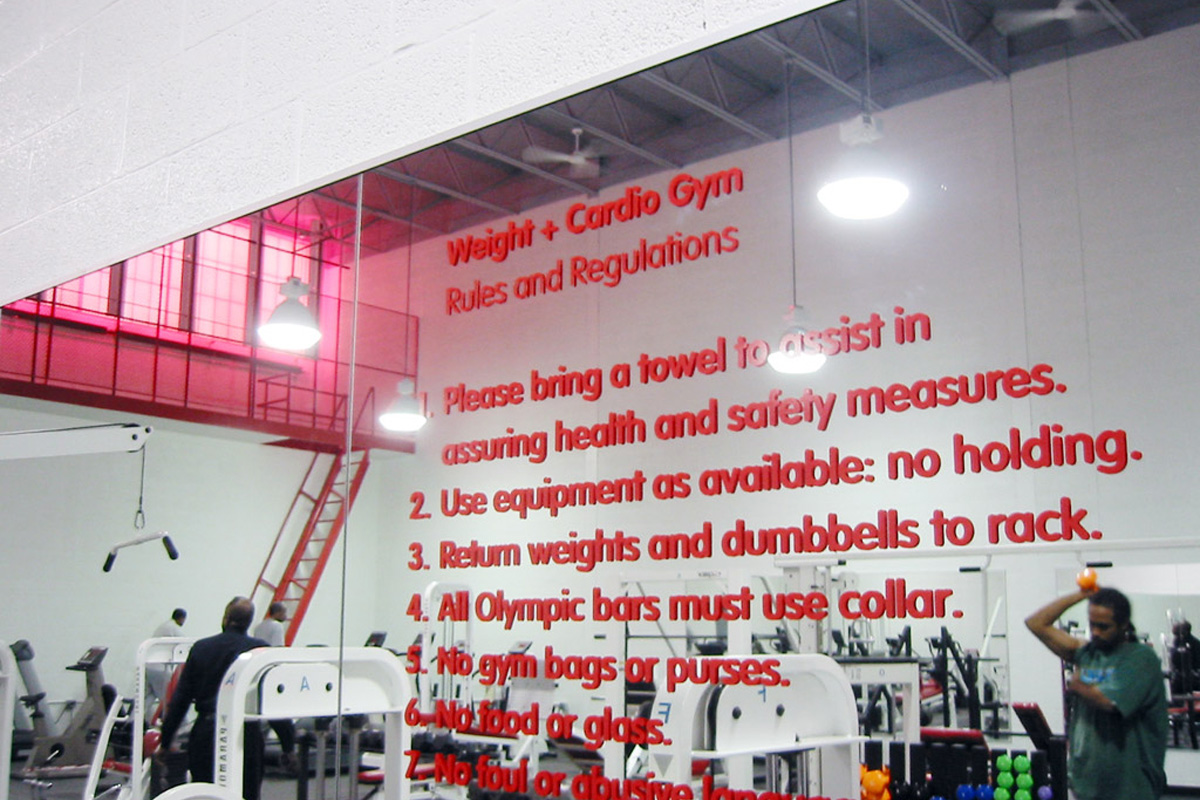 Weight + Cardio Gym
Rules and Regulations
1. Please bring a towel to assist in
assuring health and safety measures.
2. Use equipment as available: no holding.
3. Return weights and dumbbells to rack.
4. All Olympic bars must use collar.
5. No gym bags or purses.
6. No food or glass.
7. No foul or abusive language
A
A